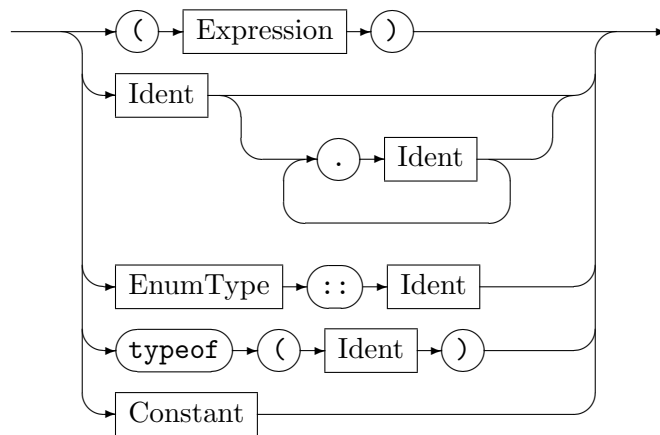 ( Expression )
Ident
. Ident
EnumType :: Ident
typeof ( Ident )
Constant